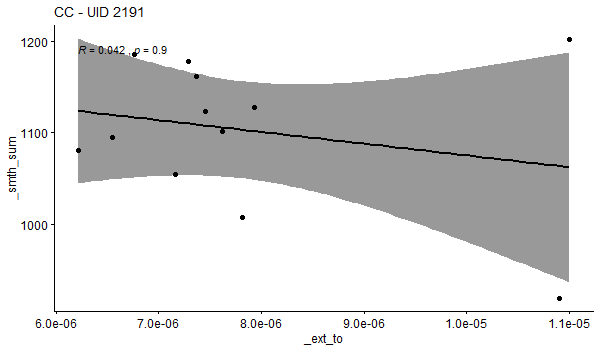 CC - UID 2191
R = 0.042 , p = 0.9
1200
1100
1000
_smth_sum
6.0e-06 7.0e-06 8.0e-06 9.0e-06 1.0e-05 1.1e-05
_ext_to